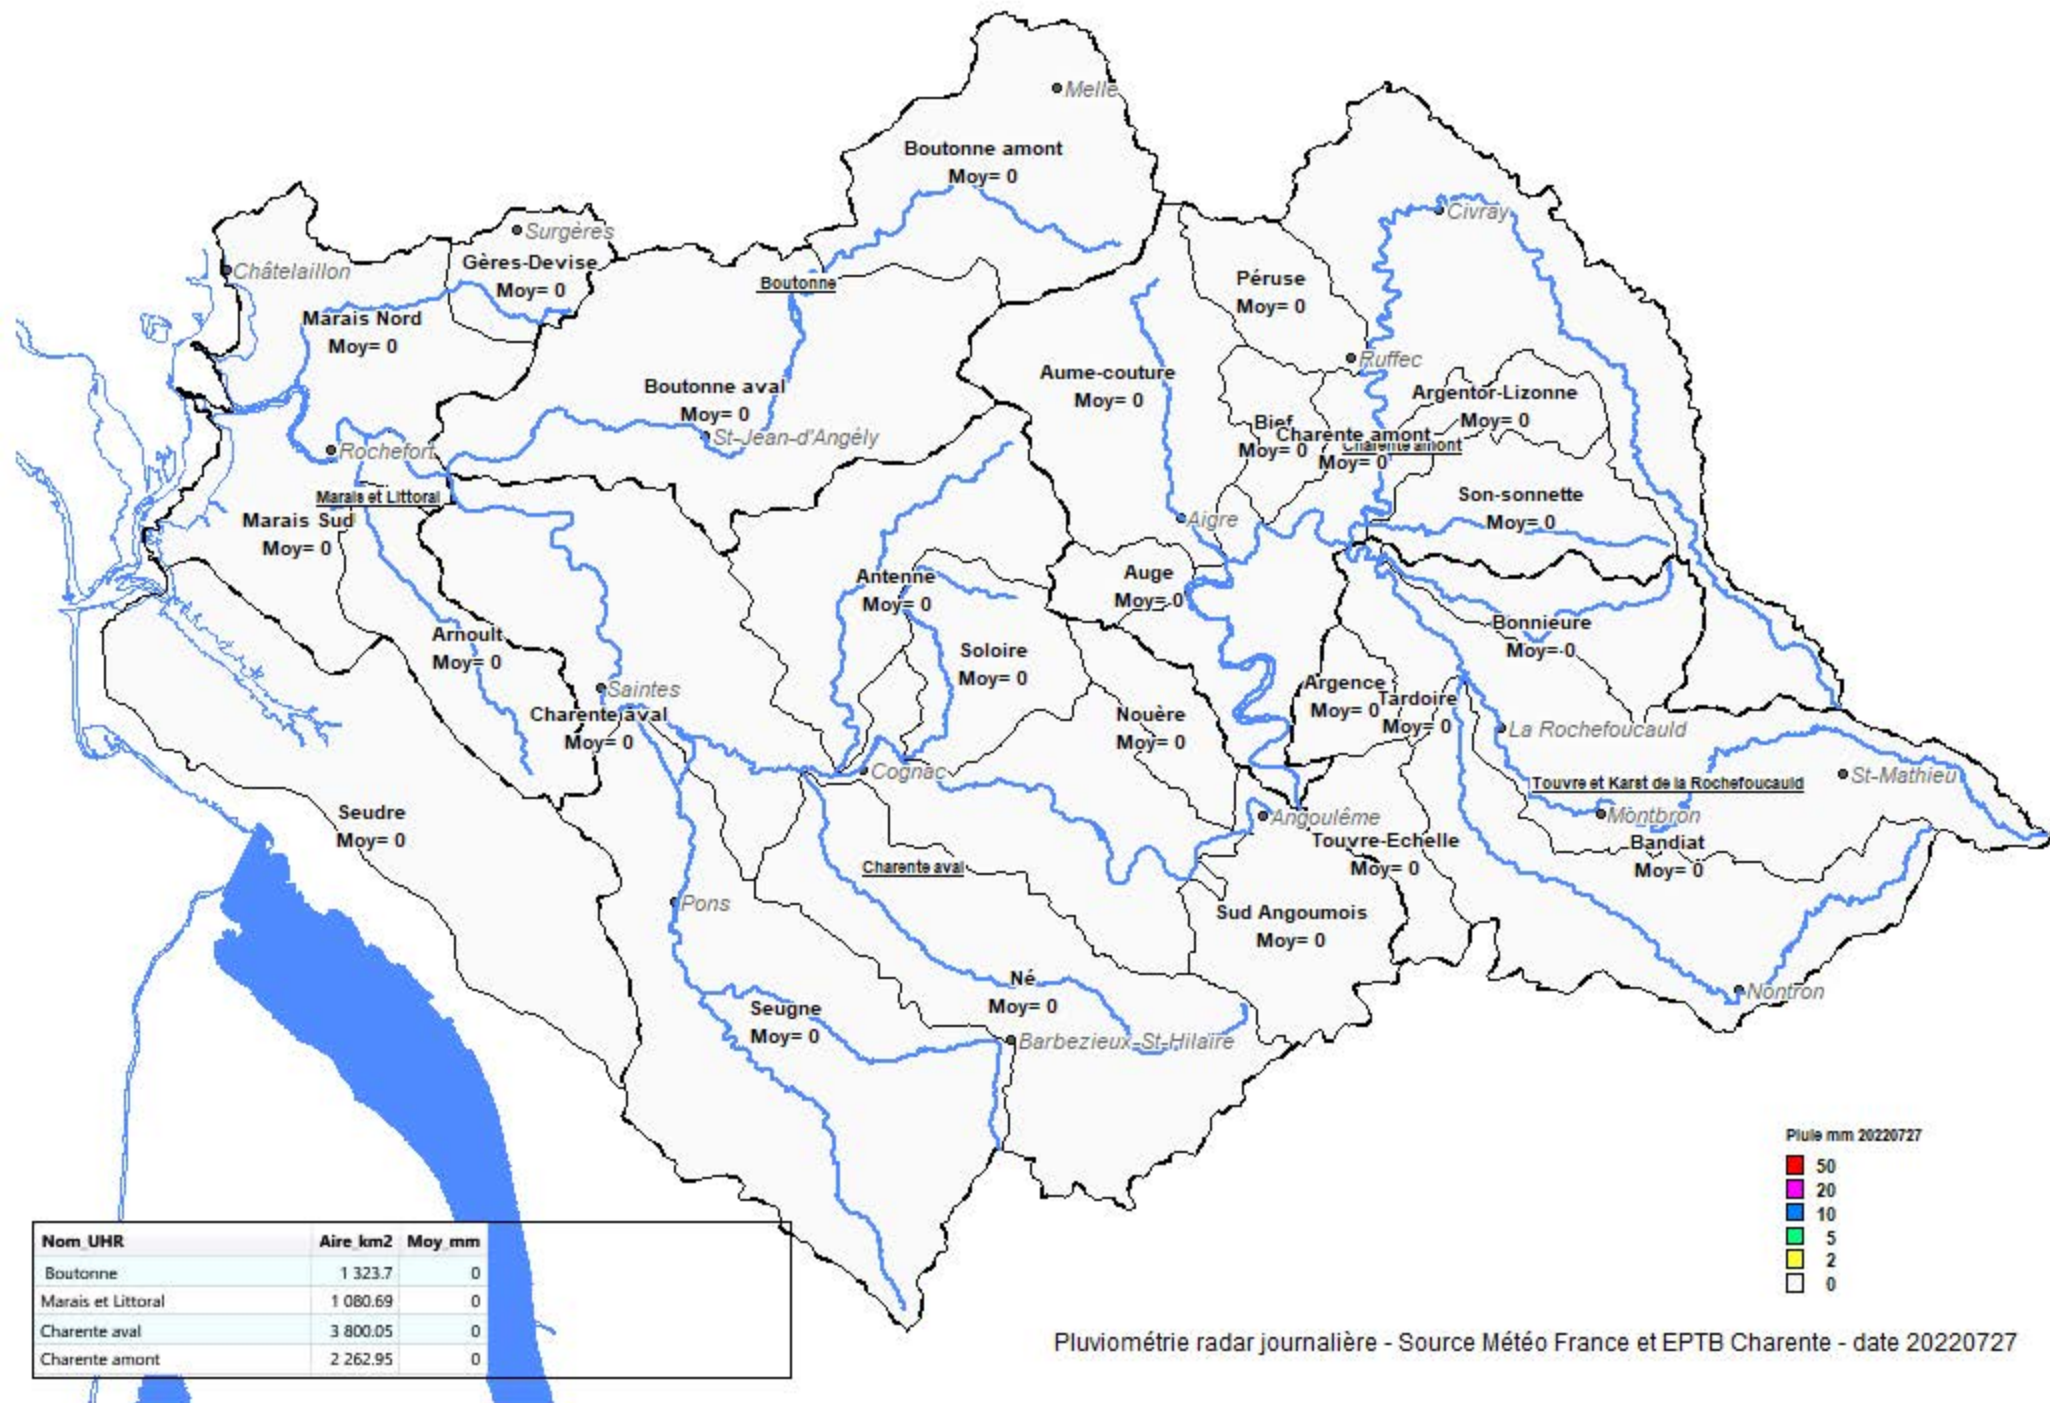 Melle
Boutonne amont
Moy= 0
Civray
Surgères
Châtelaillon
Gères-Devise
Moy= 0
Boutonne
Péruse
Moy= 0
Marais Nord
Moy= 0
Ruffec
Aume-couture
Moy= 0
Boutonne aval
Moy= 0
St-Jean-d'Angély
Argentor-Lizonne
Moy= 0
Bief
Moy= 0
Charente amont
Moy= 0
Charente amont
Rochefort
Marais et Littoral
Marais Sud
Moy= 0
Son-sonnette
Moy= 0
Aigre
Antenne
Moy= 0
Auge
Moy= 0
Bonnieure
Moy= 0
Arnoult
Moy= 0
Soloire
Moy= 0
Saintes
Charente aval
Moy= 0
Nouère
Moy= 0
Argence
Moy= 0
Tardoire
Moy= 0
La Rochefoucauld
Cognac
Touvre et Karst de la Rochefoucauld
St-Mathieu
Seudre
Moy= 0
Angoulême
Montbron
Touvre-Echelle
Moy= 0
Bandiat
Moy= 0
Charente aval
Pons
Sud Angoumois
Moy= 0
Né
Moy= 0
Nontron
Seugne
Moy= 0
Barbezieux-St-Hilaire
Pluie mm 20220727
50
20
10
5
2
0
Nom_UHR Aire_km2 Moy_mm
Boutonne 1 323.7 0
Marais et Littoral 1 080.69 0
Charente aval 3 800.05 0
Charente amont 2 262.95 0
Pluviométrie radar journalière - Source Météo France et EPTB Charente - date 20220727